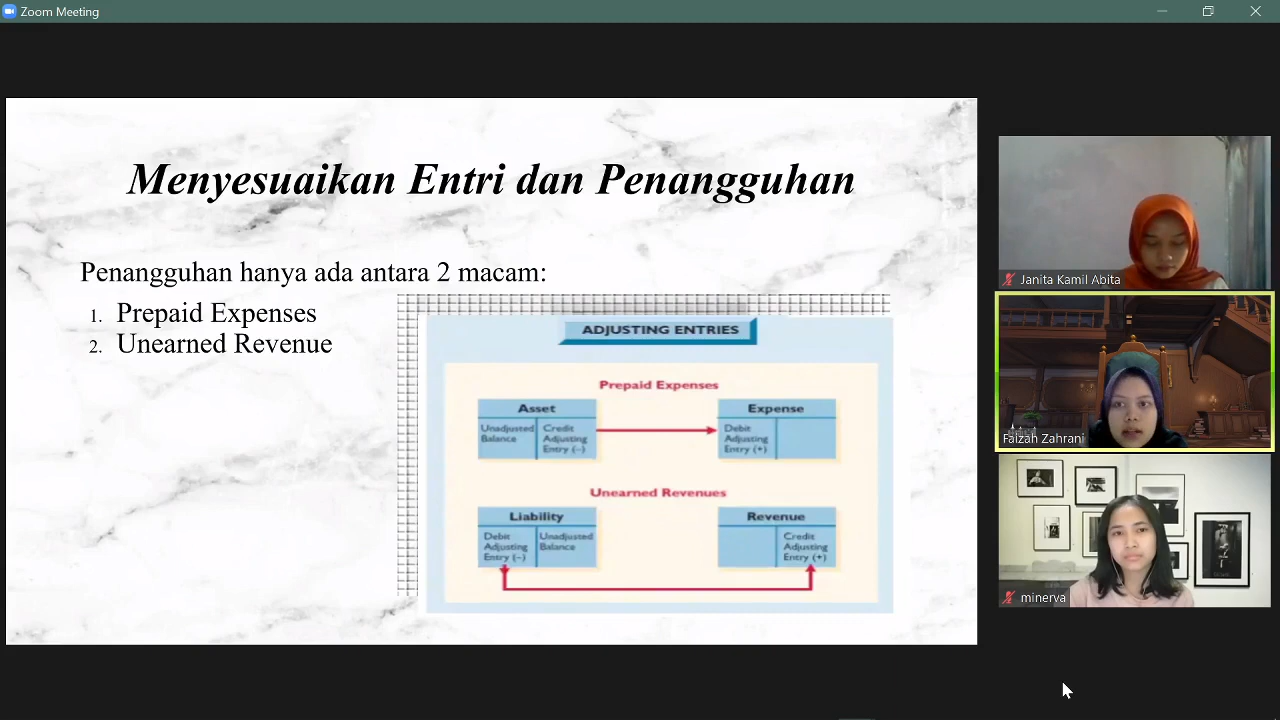 Zoom Meeting
Menyesuaikan Entri dan Penangguhan
Penangguhan hanya ada antara 2 macam:
1. Prepaid Expenses
2. Unearned Revenue
ADJUSTING ENTRIES
Prepaid Expenses
Asset
Unadjusted Balance
Credit Adjusting Entry (–)
Expense
Debit Adjusting Entry (+)
Unearned Revenues
Liability
Debit Adjusting Entry (–)
Unadjusted Balance
Revenue
Credit Adjusting Entry (+)
Janita Kamil Abita
Faizah Zahrani
minerva